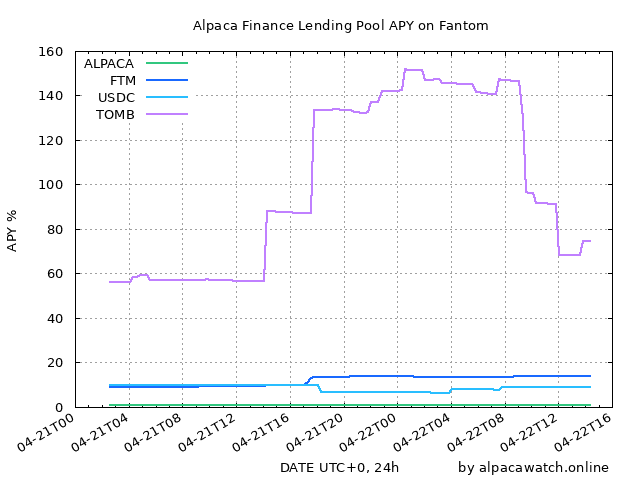 Alpaca Finance Lending Pool APY on Fantom
160
140
120
100
80
60
40
20
0
APY %
ALPACA
FTM
USDC
TOMB
04-21T00
04-21T04
04-21T08
04-21T12
04-21T16
04-21T20
04-22T00
04-22T04
04-22T08
04-22T12
04-22T16
DATE UTC+0, 24h
by alpacawatch.online